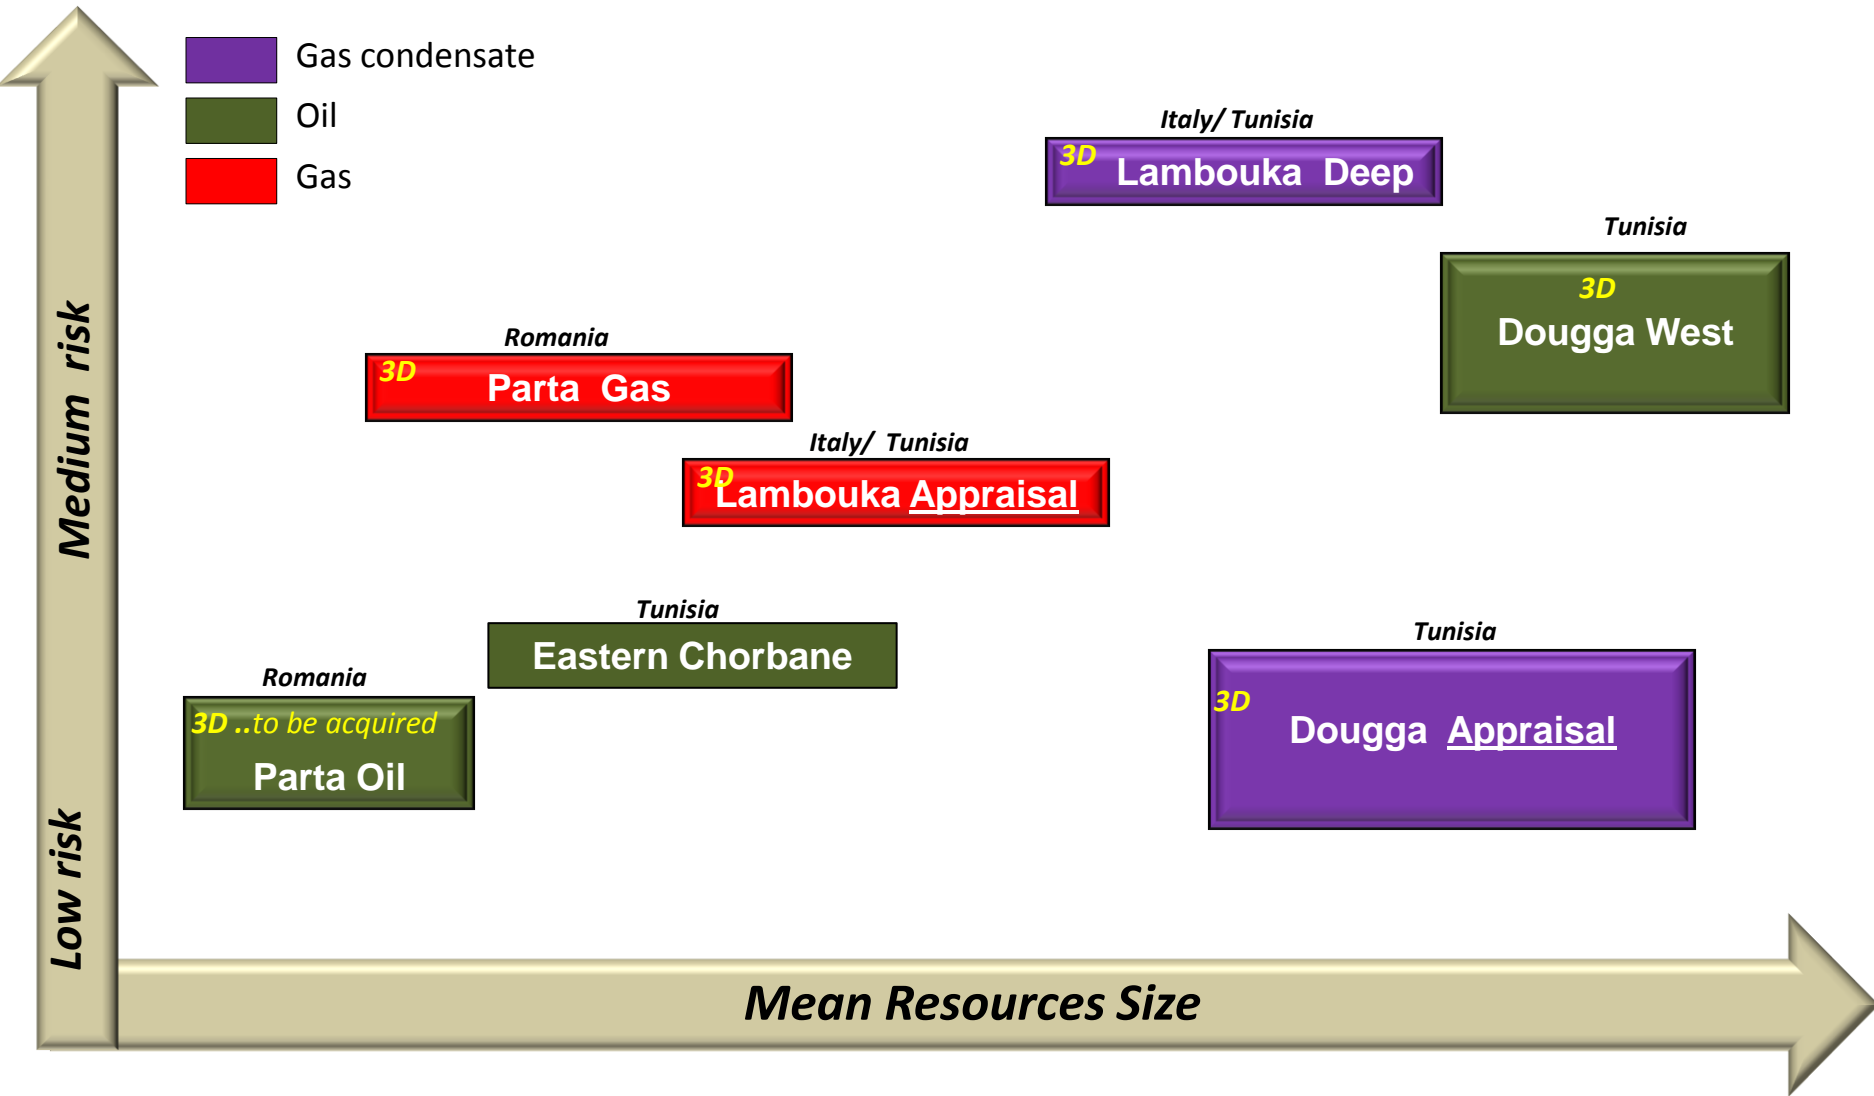 Gas condensate
Oil
Gas
Italy/ Tunisia
3D
Lambouka Deep
Tunisia
3D
Dougga West
Romania
3D
Parta Gas
Italy/ Tunisia
3D
Lambouka Appraisal
Tunisia
Eastern Chorbane
Romania
3D ..to be acquired
Parta Oil
Tunisia
3D
Dougga Appraisal
Medium risk
Low risk
Mean Resources Size